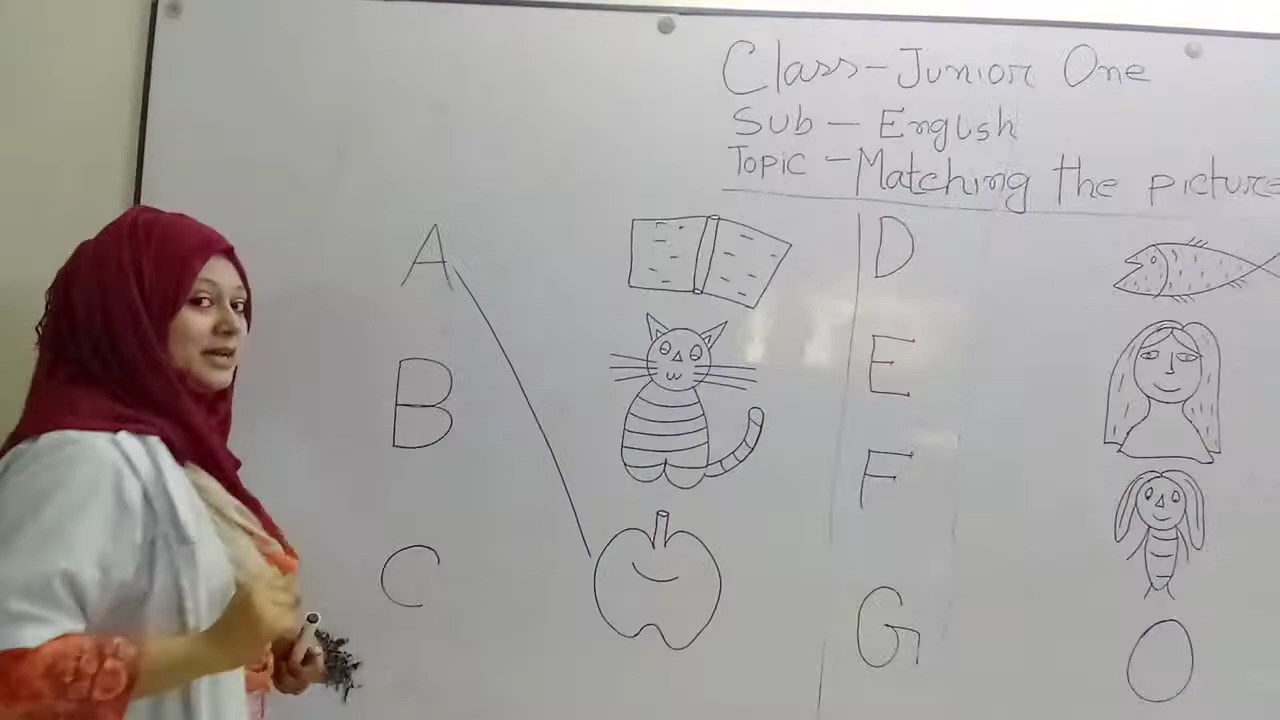 Class-Junior One
Sub - English
Topic - Matching the picture
A
B
C
D
E
F
G